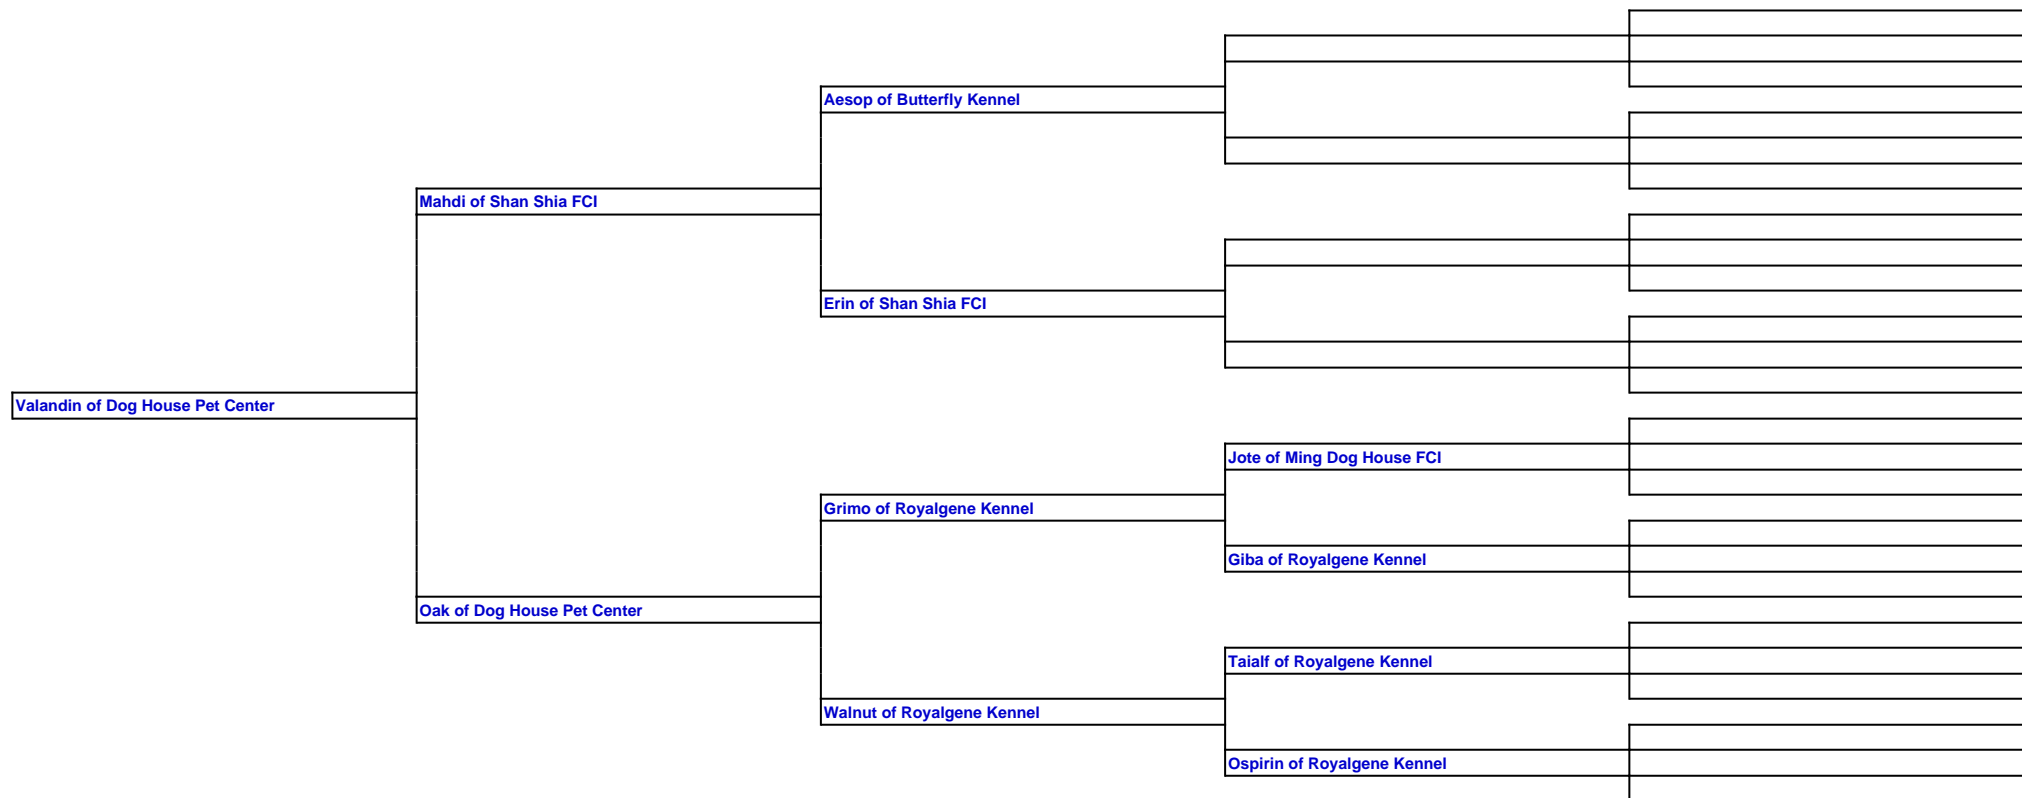 Aesop of Butterfly Kennel
Mahdi of Shan Shia FCI
Erin of Shan Shia FCI
Valandin of Dog House Pet Center
Jote of Ming Dog House FCI
Grimo of Royalgene Kennel
Giba of Royalgene Kennel
Oak of Dog House Pet Center
Taialf of Royalgene Kennel
Walnut of Royalgene Kennel
Ospirin of Royalgene Kennel